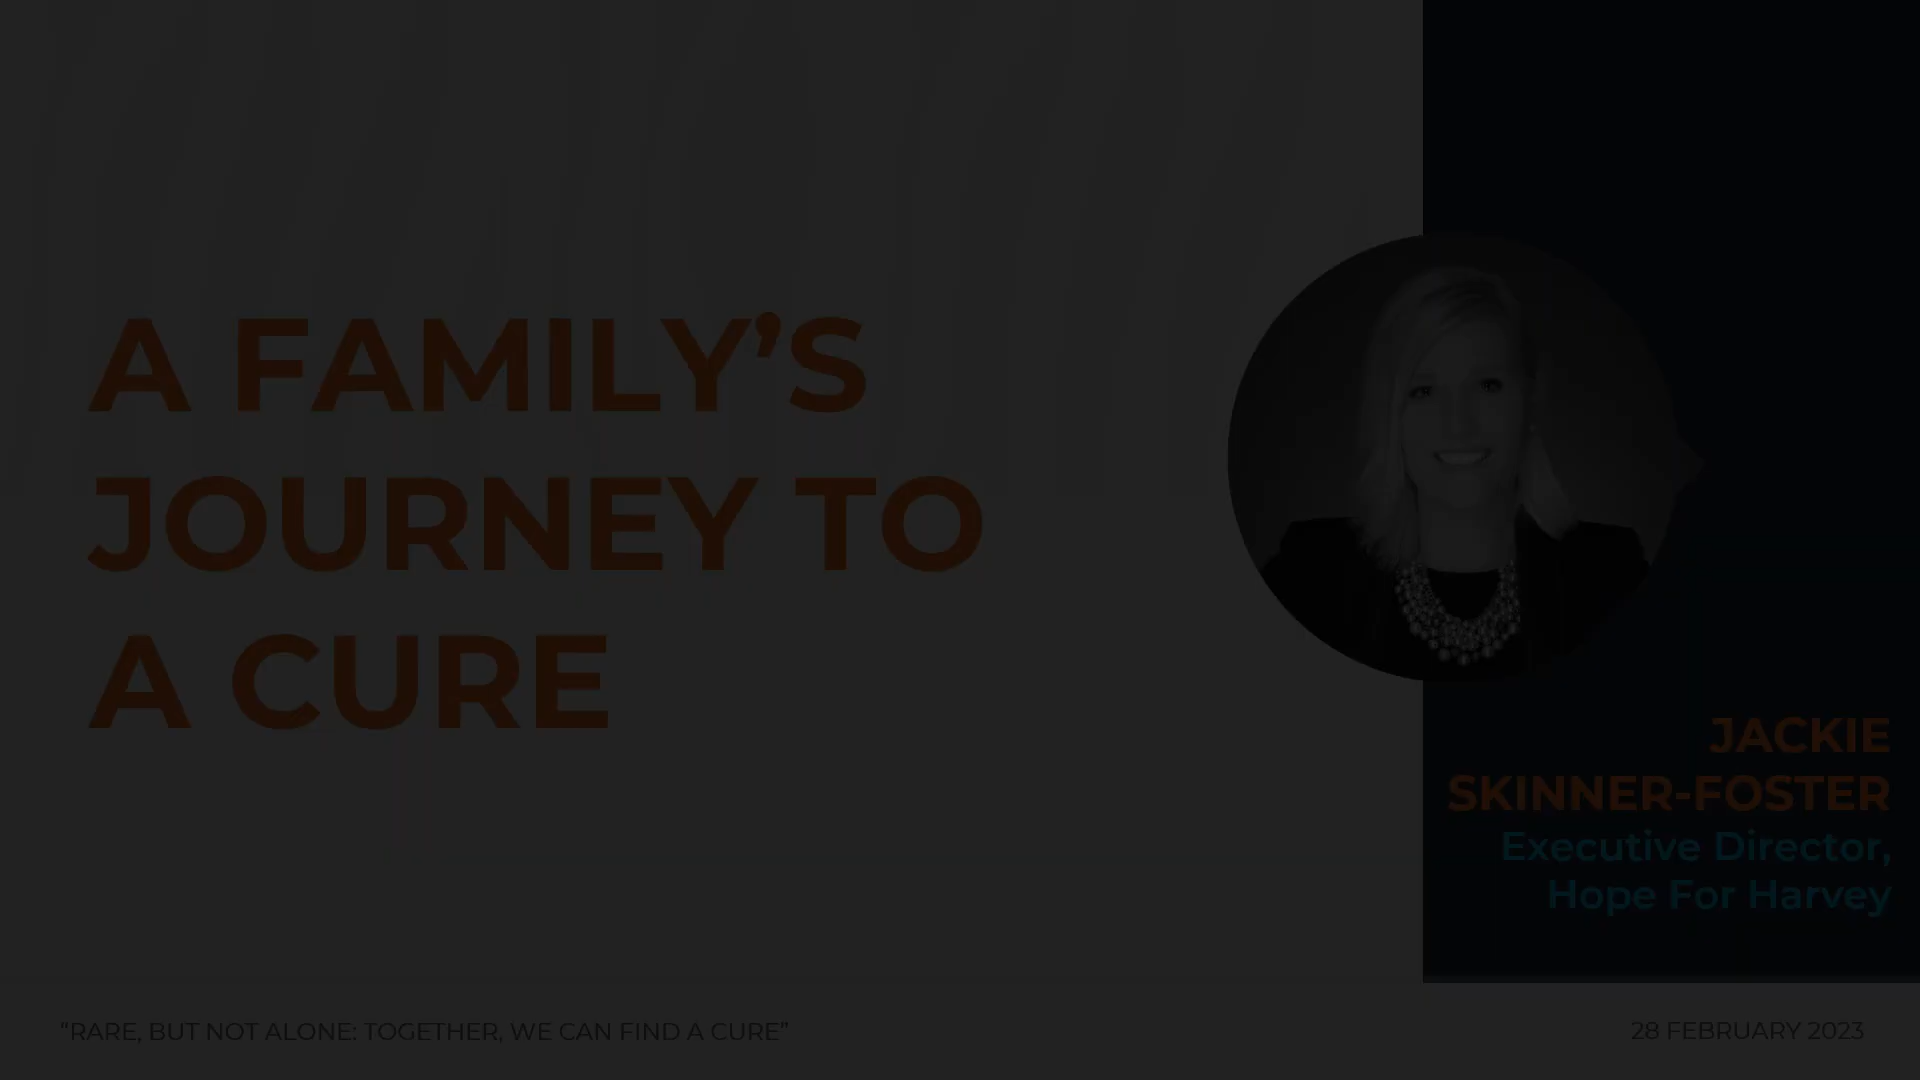 A FAMILY’S
JOURNEY TO
A CURE
JACKIE
SKINNER-FOSTER
Executive Director,
Hope For Harvey
“RARE, BUT NOT ALONE: TOGETHER, WE CAN FIND A CURE”
28 FEBRUARY 2023